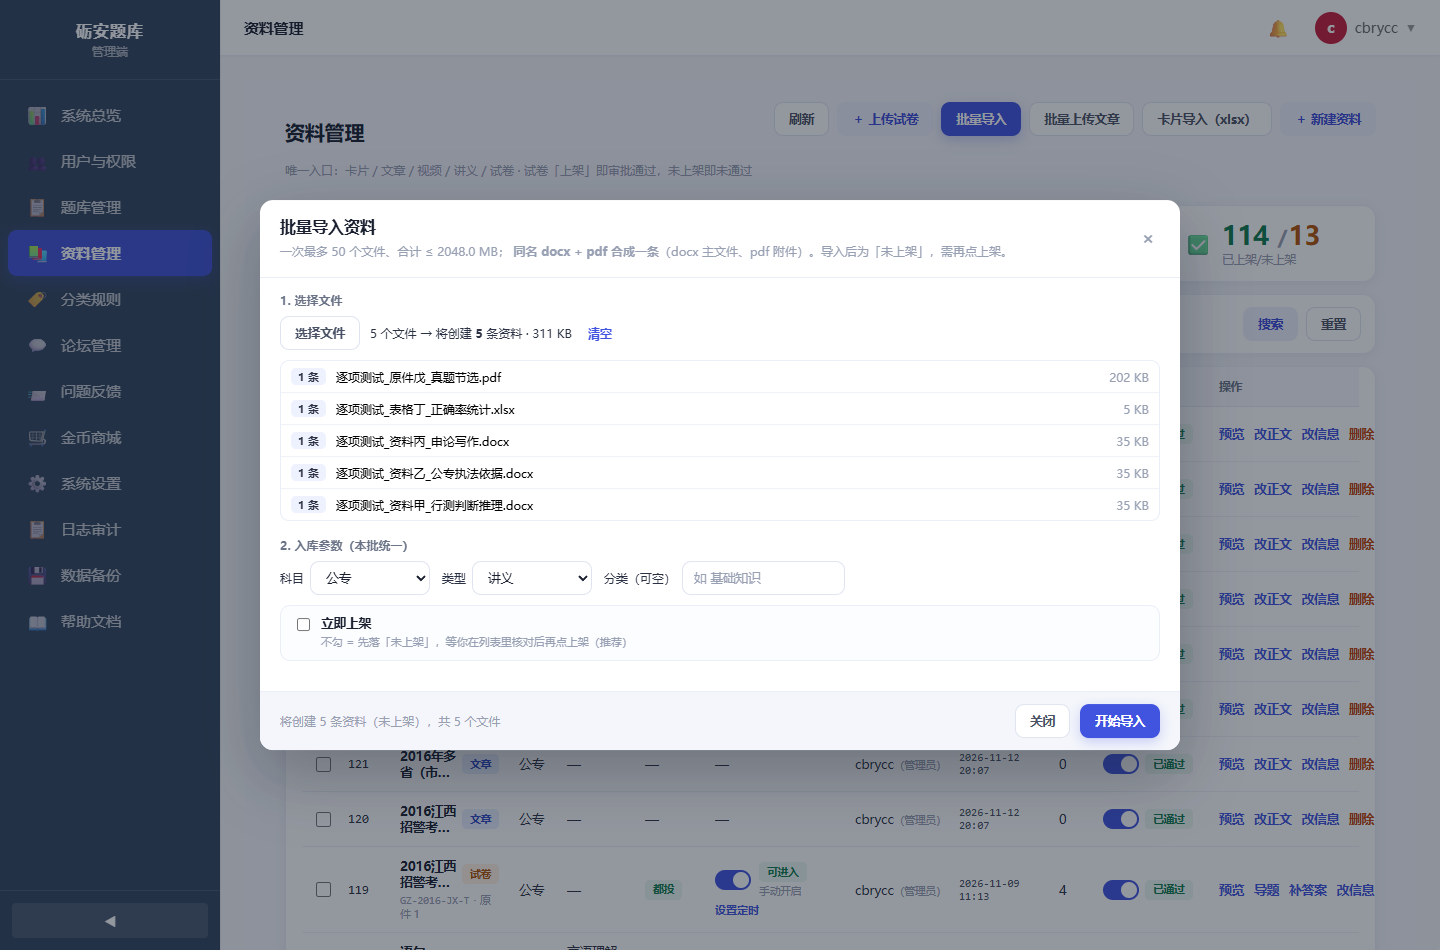 砺安题库
管理端
系统总览
用户与权限
题库管理
资料管理
分类规则
论坛管理
问题反馈
金币商城
系统设置
日志审计
数据备份
帮助文档
◀
资料管理
c cbrycc ▼
资料管理
刷新 + 上传试卷 批量导入 批量上传文章 卡片导入（xlsx） + 新建资料
唯一入口：卡片 / 文章 / 视频 / 讲义 / 试卷 · 试卷「上架」即审批通过，未上架即未通过
114 /13
已上架/未上架
搜索 重置
操作
预览 改正文 改信息 删除
预览 改正文 改信息 删除
预览 改正文 改信息 删除
预览 改正文 改信息 删除
预览 改正文 改信息 删除
预览 改正文 改信息 删除
批量导入资料 ×
一次最多 50 个文件、合计 ≤ 2048.0 MB； 同名 docx + pdf 合成一条（docx 主文件、pdf 附件）。导入后为「未上架」，需再点上架。
1. 选择文件
选择文件 5 个文件 → 将创建 5 条资料 · 311 KB 清空
1 条 逐项测试_原件戊_真题节选.pdf 202 KB
1 条 逐项测试_表格丁_正确率统计.xlsx 5 KB
1 条 逐项测试_资料丙_申论写作.docx 35 KB
1 条 逐项测试_资料乙_公专执法依据.docx 35 KB
1 条 逐项测试_资料甲_行测判断推理.docx 35 KB
2. 入库参数（本批统一）
科目 公专 类型 讲义 分类（可空） 如 基础知识
立即上架
不勾 = 先落「未上架」，等你在列表里核对后再点上架（推荐）
将创建 5 条资料（未上架），共 5 个文件 关闭 开始导入
121 2016年多省（市... 文章 公专 — — — cbrycc（管理员） 2026-11-12 20:07 0 已通过 预览 改正文 改信息 删除
120 2016江西招警考... 文章 公专 — — — cbrycc（管理员） 2026-11-12 20:07 0 已通过 预览 改正文 改信息 删除
119 2016江西招警考... GZ-2016-JX-T · 原件 1 试卷 公专 — 都投 可进入 手动开启 设置定时 cbrycc（管理员） 2026-11-09 11:13 4 已通过 预览 导题 补答案 改信息